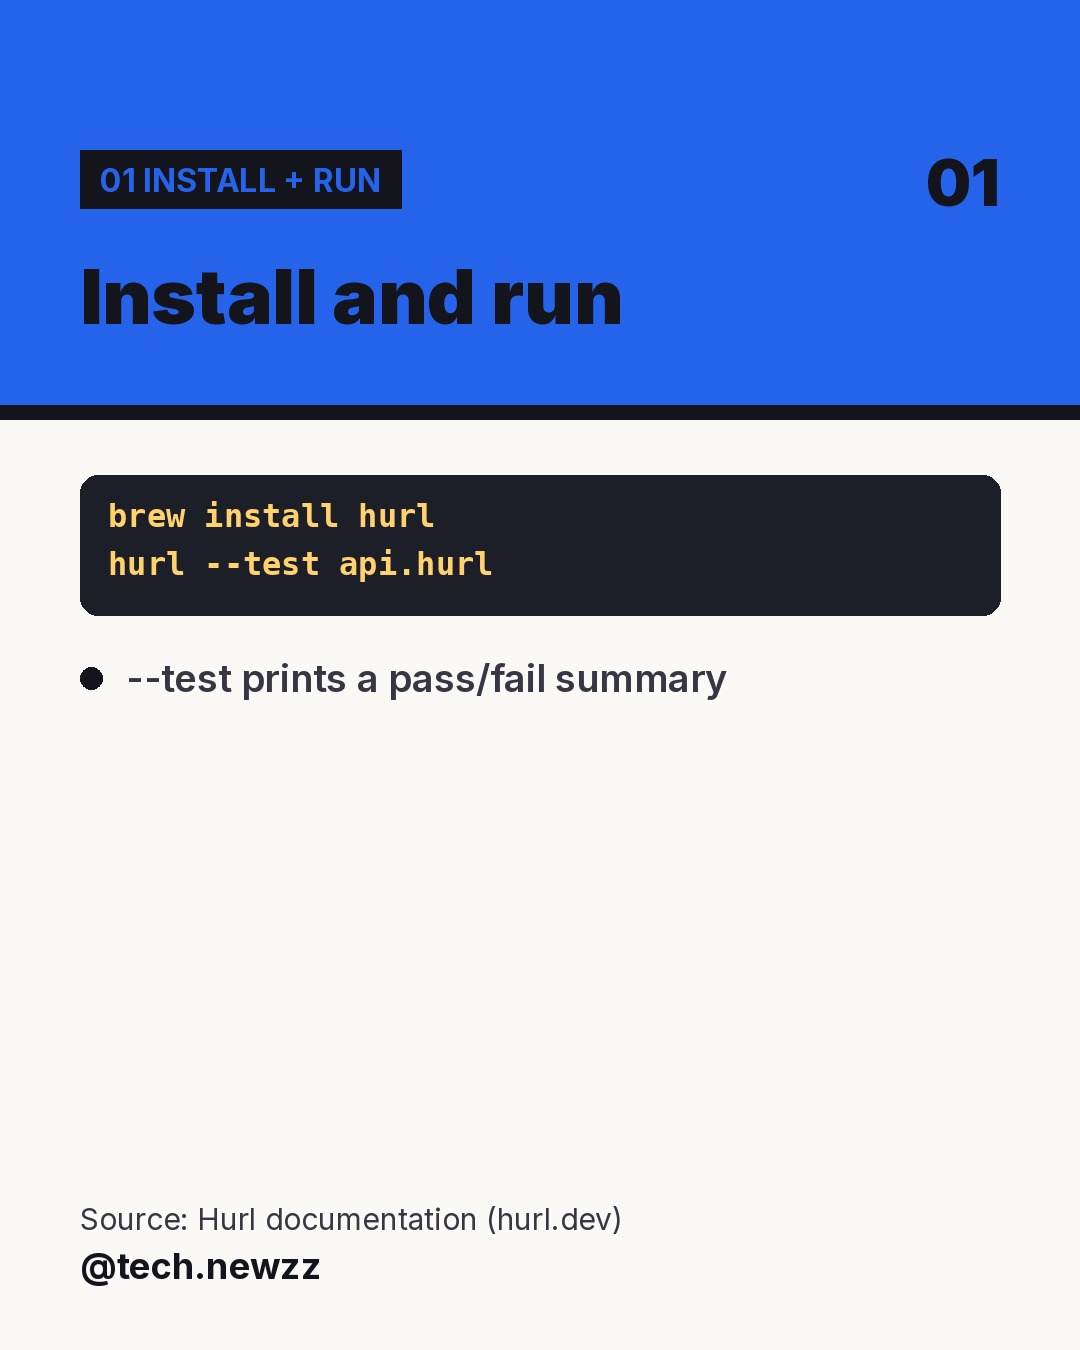 01 INSTALL + RUN
01
Install and run
brew install hurl
hurl --test api.hurl
--test prints a pass/fail summary
Source: Hurl documentation (hurl.dev)
@tech.newzz